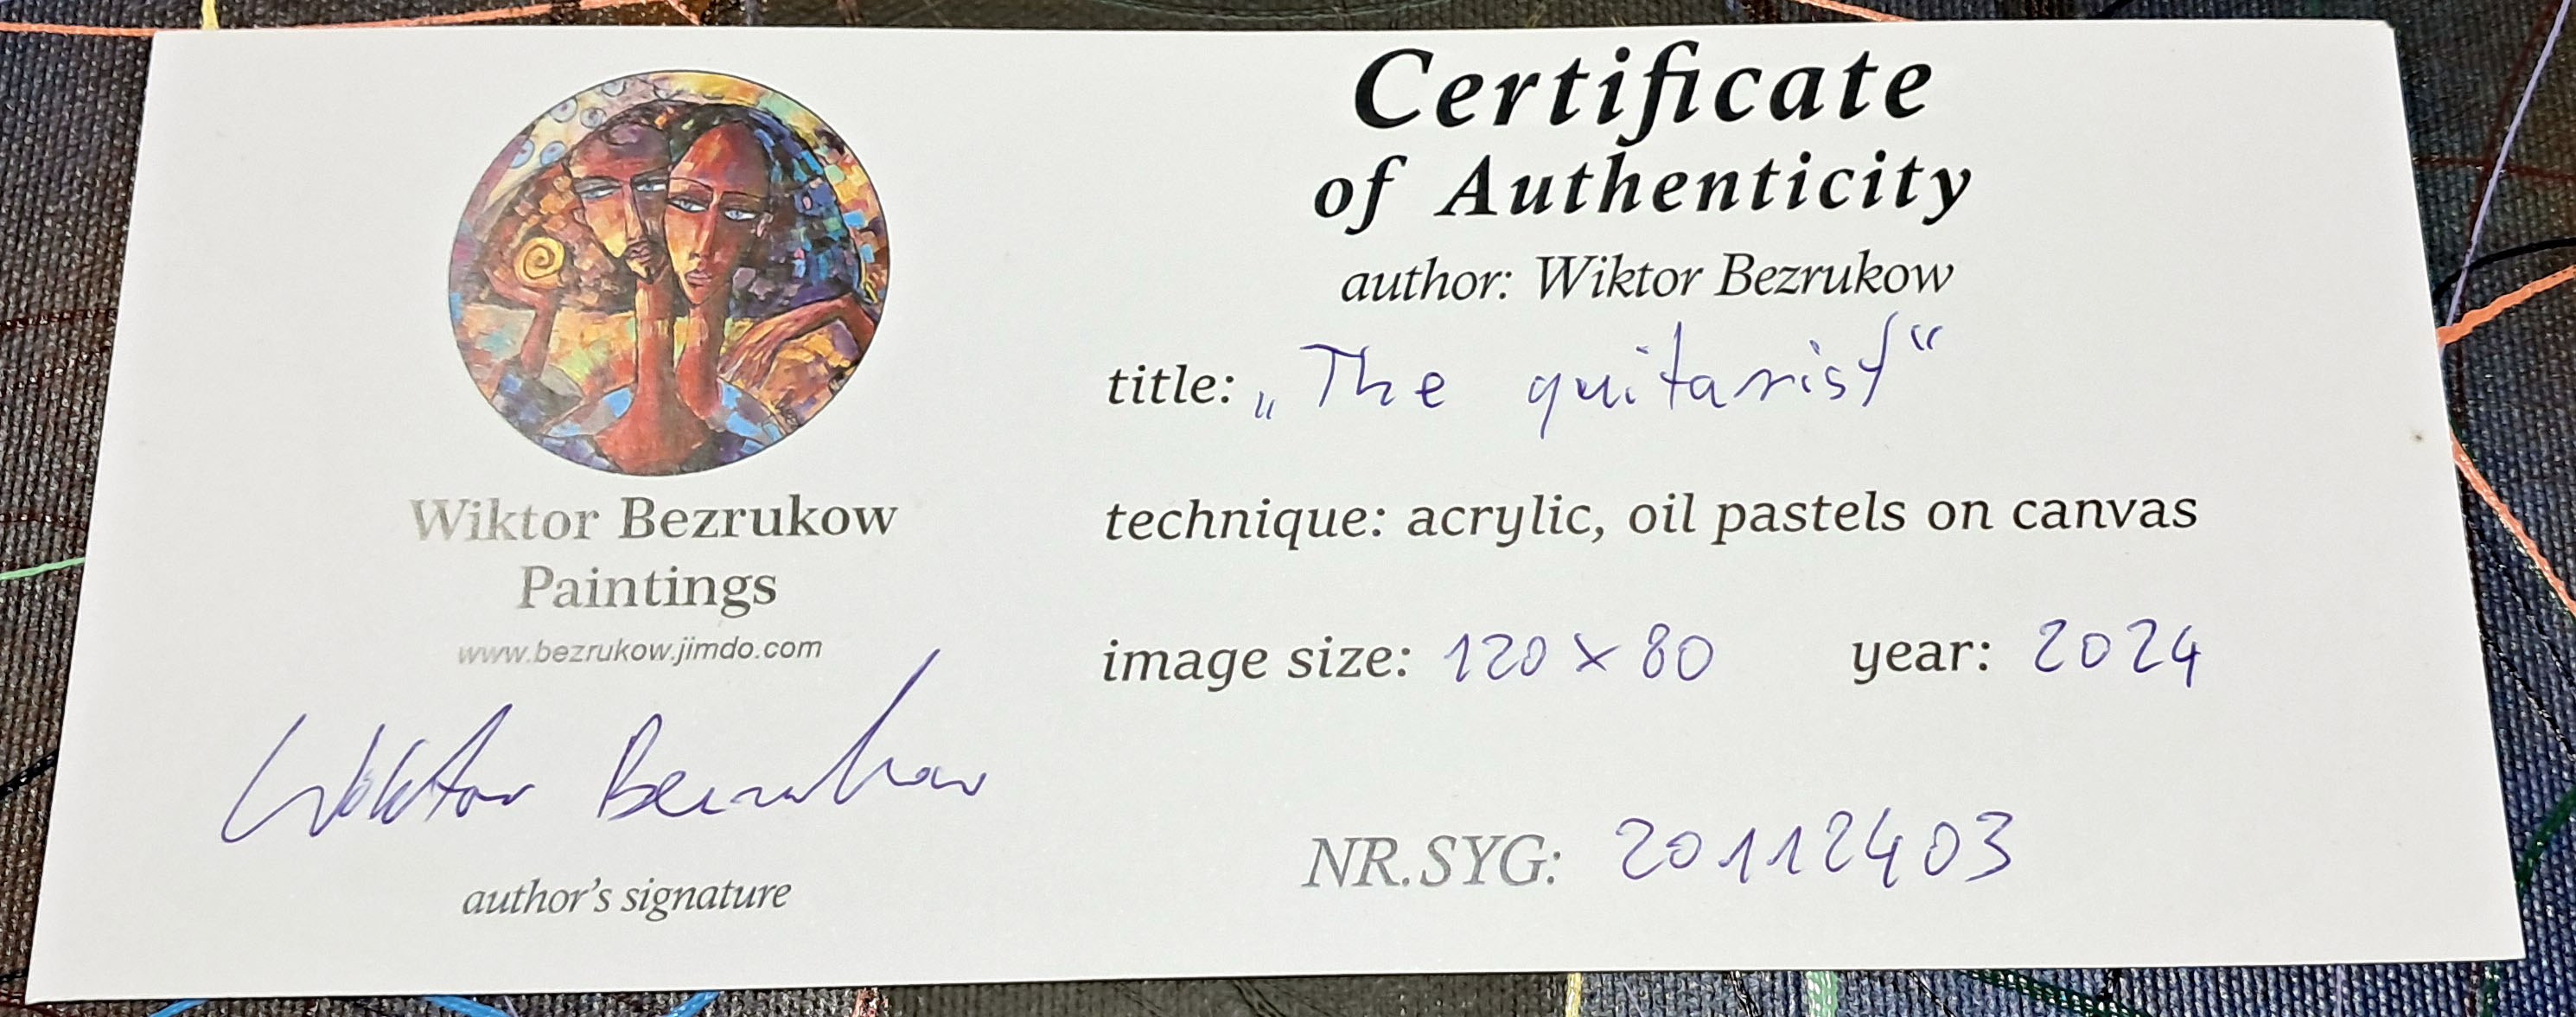 Certificate
of Authenticity
author: Wiktor Bezrukow
title: „The guitarist“
technique: acrylic, oil pastels on canvas
image size: 120 x 80 year: 2024
NR.SYG: 20112403
Wiktor Bezrukow
Paintings
www.bezrukow.jimdo.com
Wiktor Bezrukow
author's signature